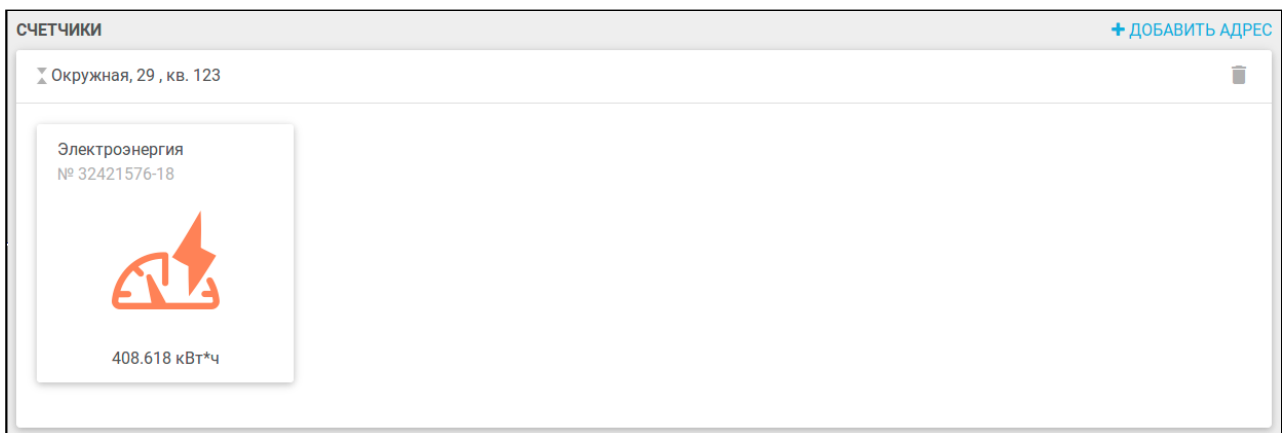 СЧЕТЧИКИ
+ ДОБАВИТЬ АДРЕС
Окружная, 29 , кв. 123
Электроэнергия
№ 32421576-18
408.618 кВт*ч